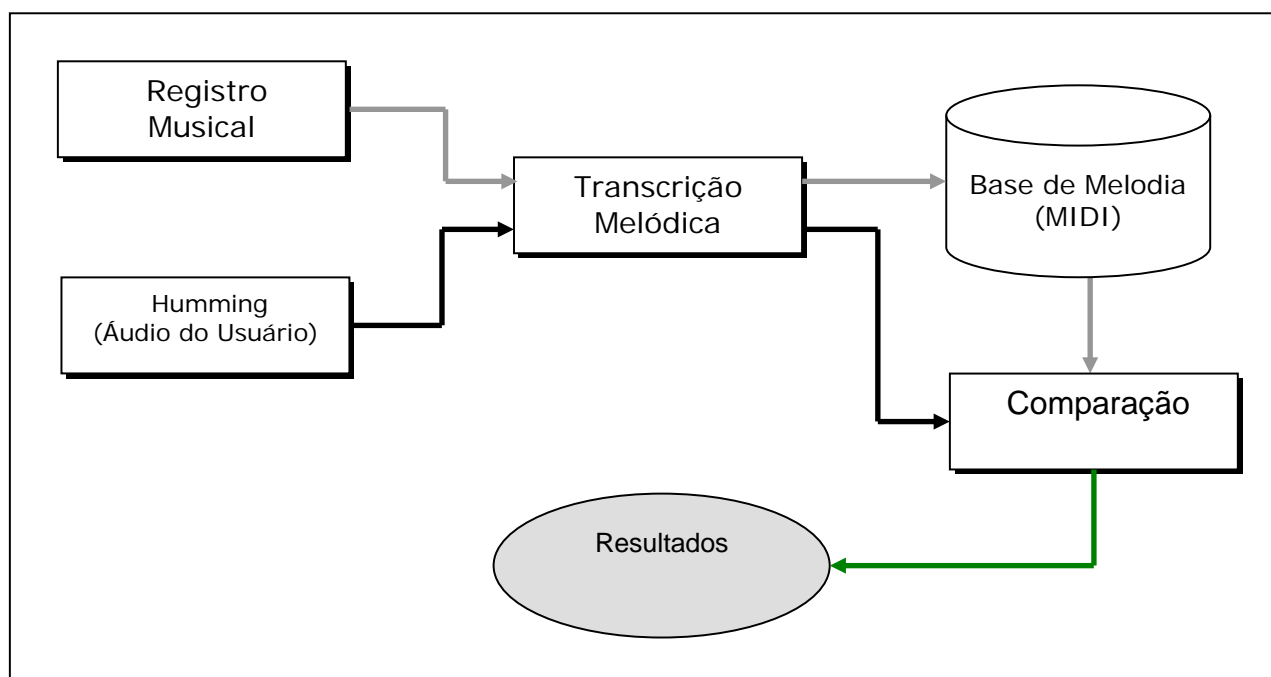 Registro
Musical
Transcrição
Melódica
Base de Melodia
(MIDI)
Humming
(Áudio do Usuário)
Comparação
Resultados